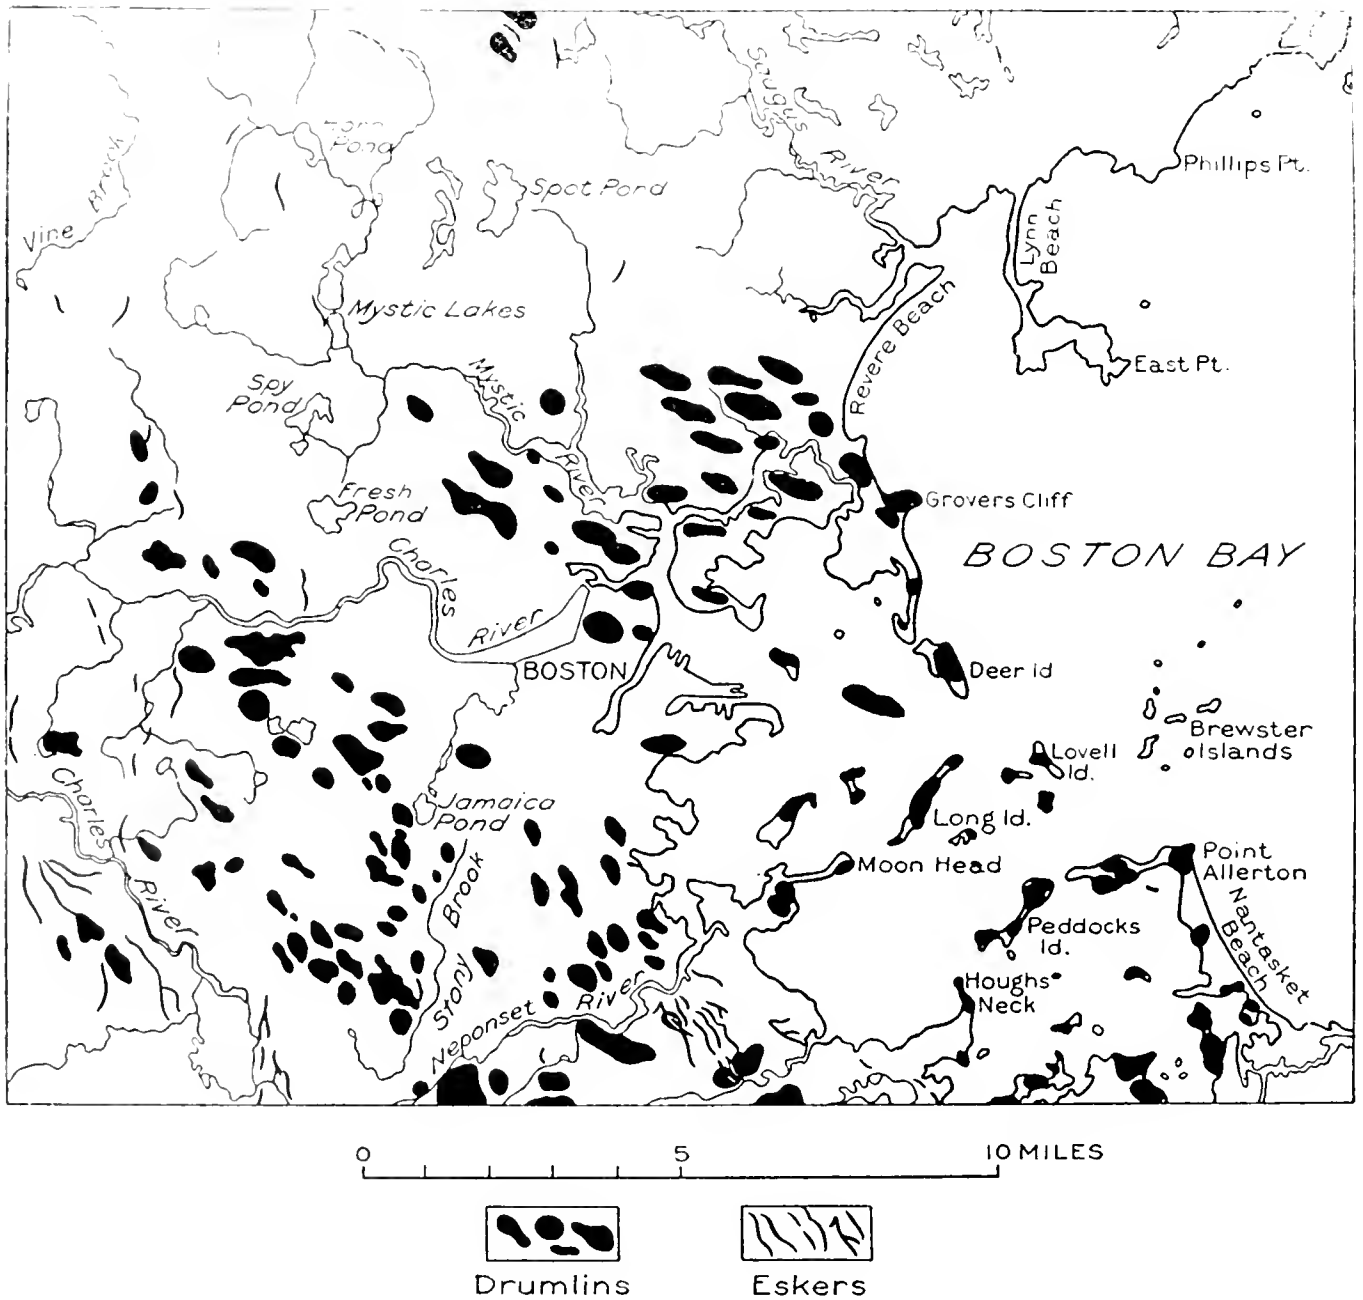 Saugus
River
Horn
Pond
Phillips Pt.
Spot Pond
Vine
Brook
Lynn
Beach
Mystic Lakes
Revere Beach
East Pt.
Mystic
River
Spy
Pond
Fresh
Pond
Grovers Cliff
Charles
River
BOSTON BAY
BOSTON
Deer Id
Brewster
Islands
Lovell
Id.
Charles
River
Jamaica
Pond
Long Id.
Moon Head
Point
Allerton
Brook
Stony
Nantasket
Beach
Peddocks
Id.
Houghs
Neck
Neponset
River
0
5
10 MILES
Drumlins
Eskers